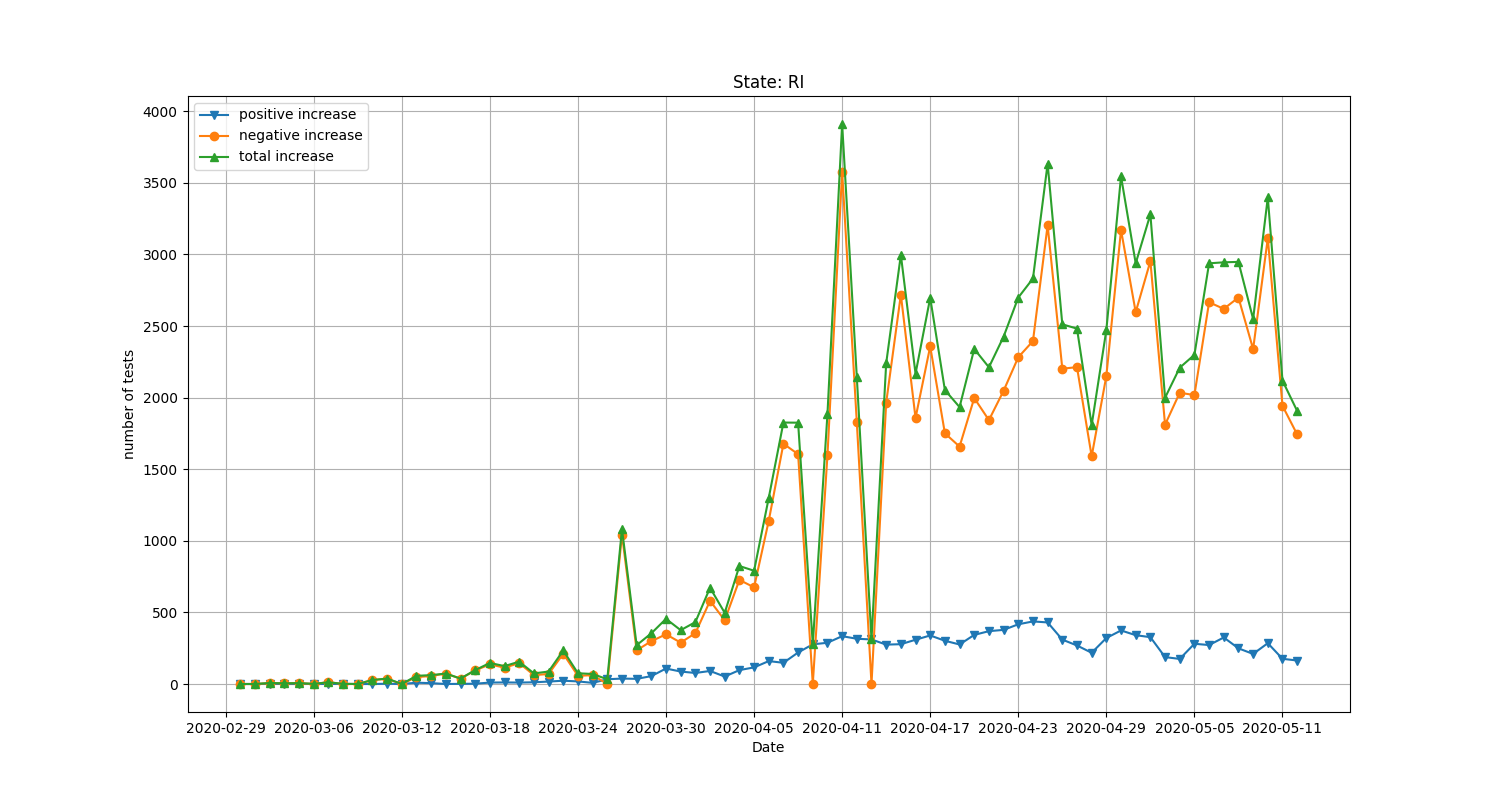 State: RI
positive increase
negative increase
total increase
number of tests
4000
3500
3000
2500
2000
1500
1000
500
0
2020-02-29 2020-03-06 2020-03-12 2020-03-18 2020-03-24 2020-03-30 2020-04-05 2020-04-11 2020-04-17 2020-04-23 2020-04-29 2020-05-05 2020-05-11
Date